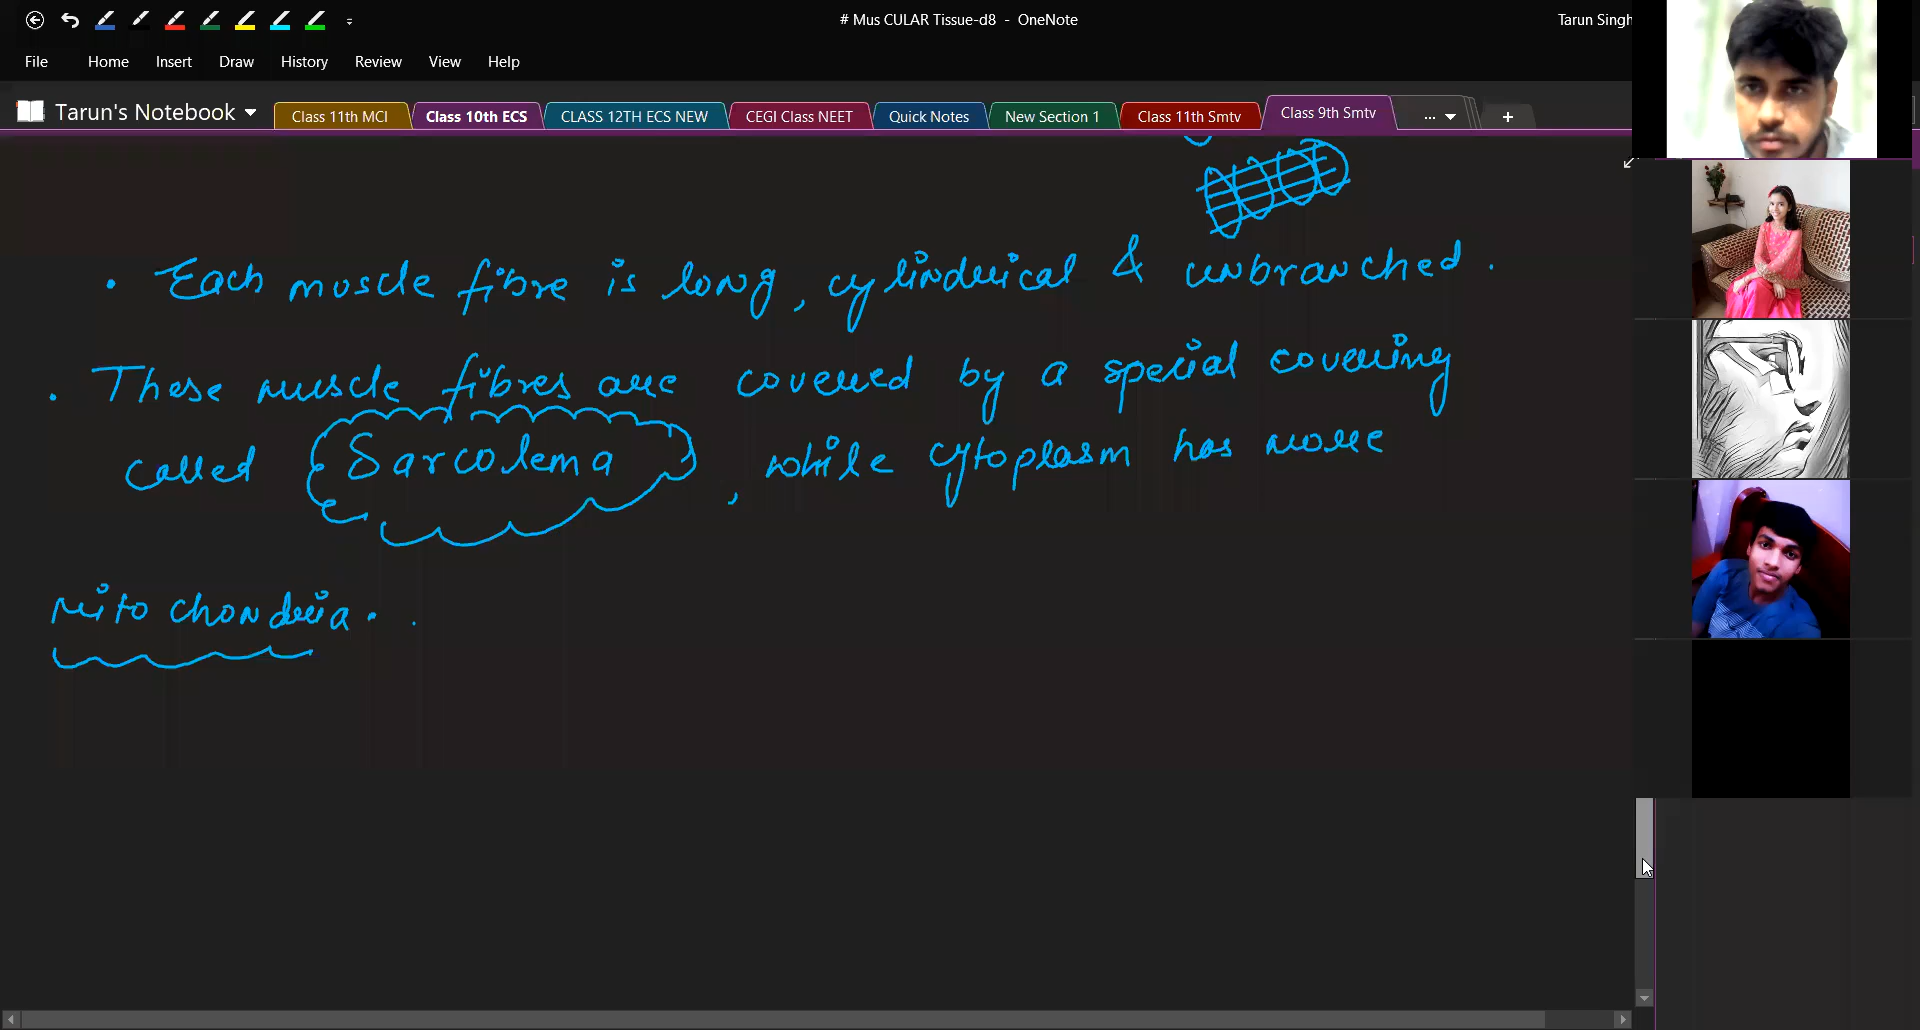 # Mus CULAR Tissue-d8 - OneNote
Tarun Singh
File Home Insert Draw History Review View Help
Tarun's Notebook
Class 11th MCI Class 10th ECS CLASS 12TH ECS NEW CEGI Class NEET Quick Notes New Section 1 Class 11th Smtv Class 9th Smtv ... +
• Each muscle fibre is long, cylindrical & unbranched.
• These muscle fibres are covered by a special covering
called Sarcolema, while cytoplasm has more
Mito chondria. .